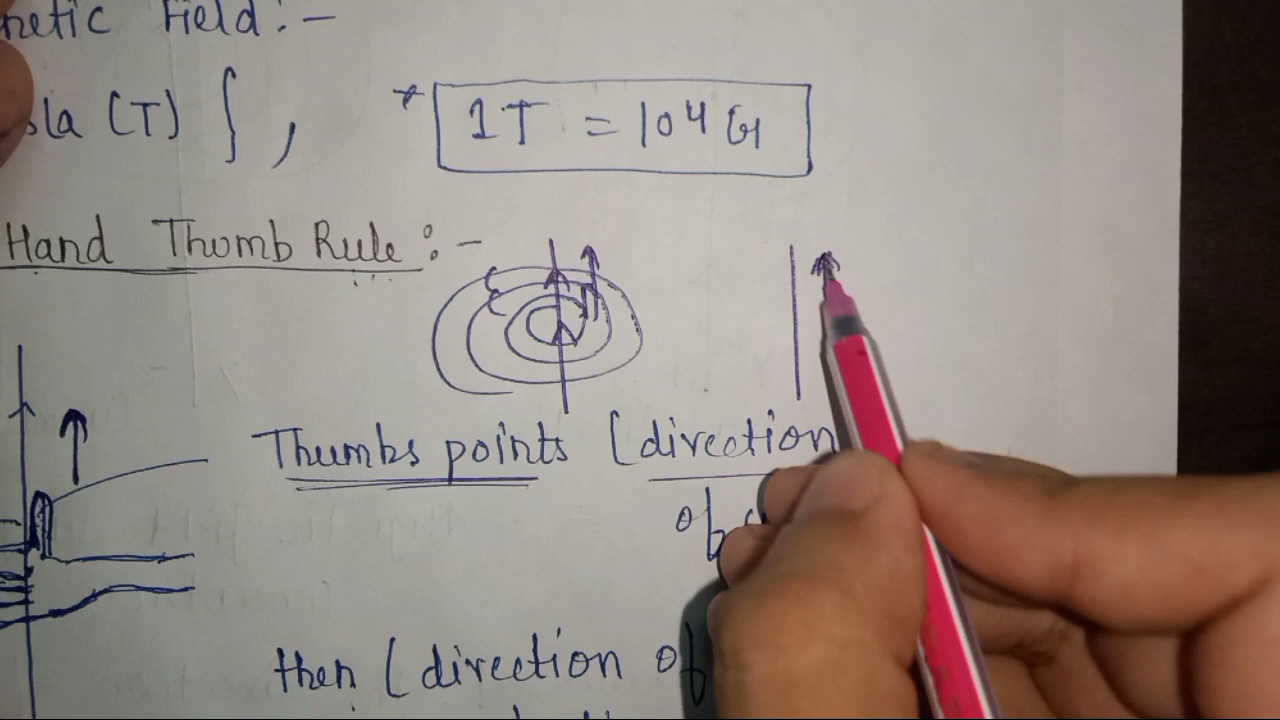 netic Field:-
sla (T) } , * 1T = 10⁴ G
Hand Thumb Rule :-
Thumbs points (direction
of
then (direction of